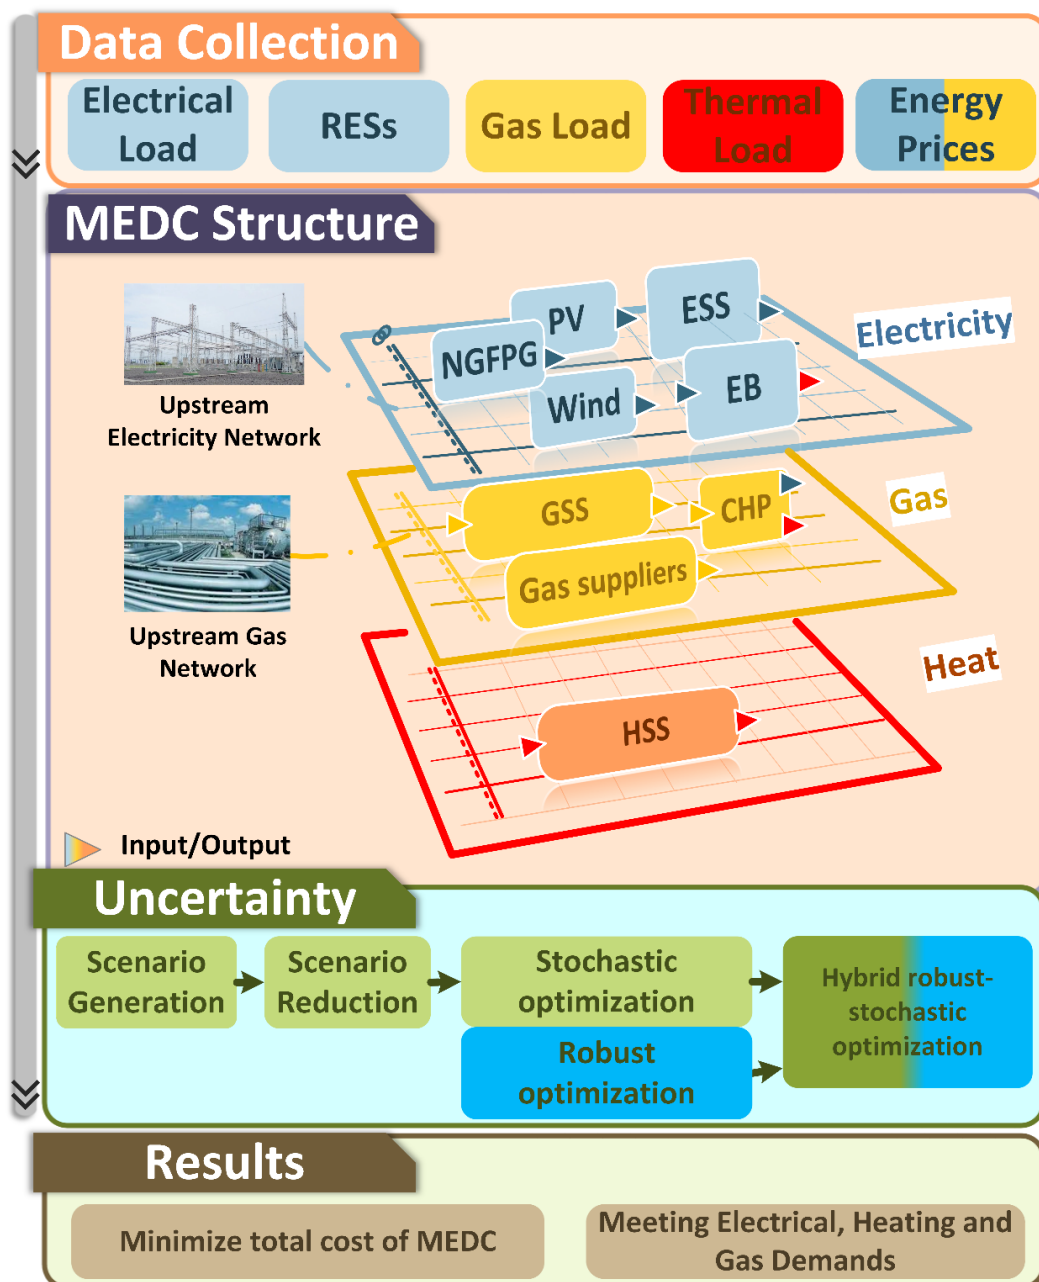 Data Collection
Electrical
Load
RESs
Gas Load
Thermal
Load
Energy
Prices
MEDC Structure
Upstream
Electricity Network
PV
ESS
NGFPG
Wind
EB
Electricity
Upstream Gas
Network
GSS
CHP
Gas suppliers
Gas
HSS
Heat
Input/Output
Uncertainty
Scenario
Generation
Scenario
Reduction
Stochastic
optimization
Robust
optimization
Hybrid robust-
stochastic
optimization
Results
Minimize total cost of MEDC
Meeting Electrical, Heating and
Gas Demands